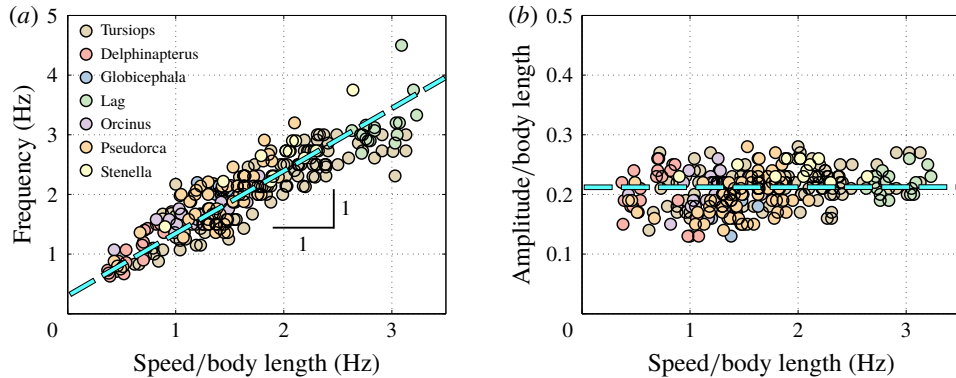 (a)
5
4
3
2
1
0
1
2
3
Frequency (Hz)
Speed/body length (Hz)
Tursiops
Delphinapterus
Globicephala
Lag
Orcinus
Pseudorca
Stenella
1
1
(b)
0.5
0.4
0.3
0.2
0.1
0
1
2
3
Amplitude/body length
Speed/body length (Hz)